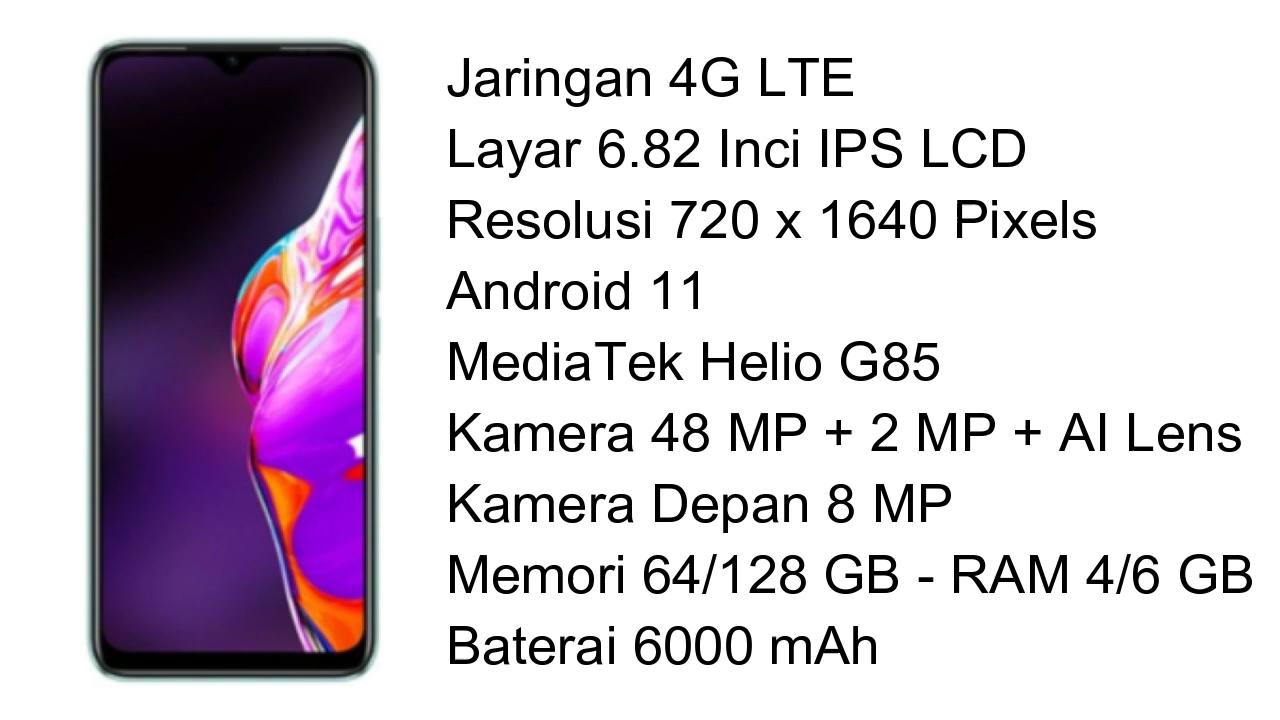 Jaringan 4G LTE
Layar 6.82 Inci IPS LCD
Resolusi 720 x 1640 Pixels
Android 11
MediaTek Helio G85
Kamera 48 MP + 2 MP + AI Lens
Kamera Depan 8 MP
Memori 64/128 GB - RAM 4/6 GB
Baterai 6000 mAh